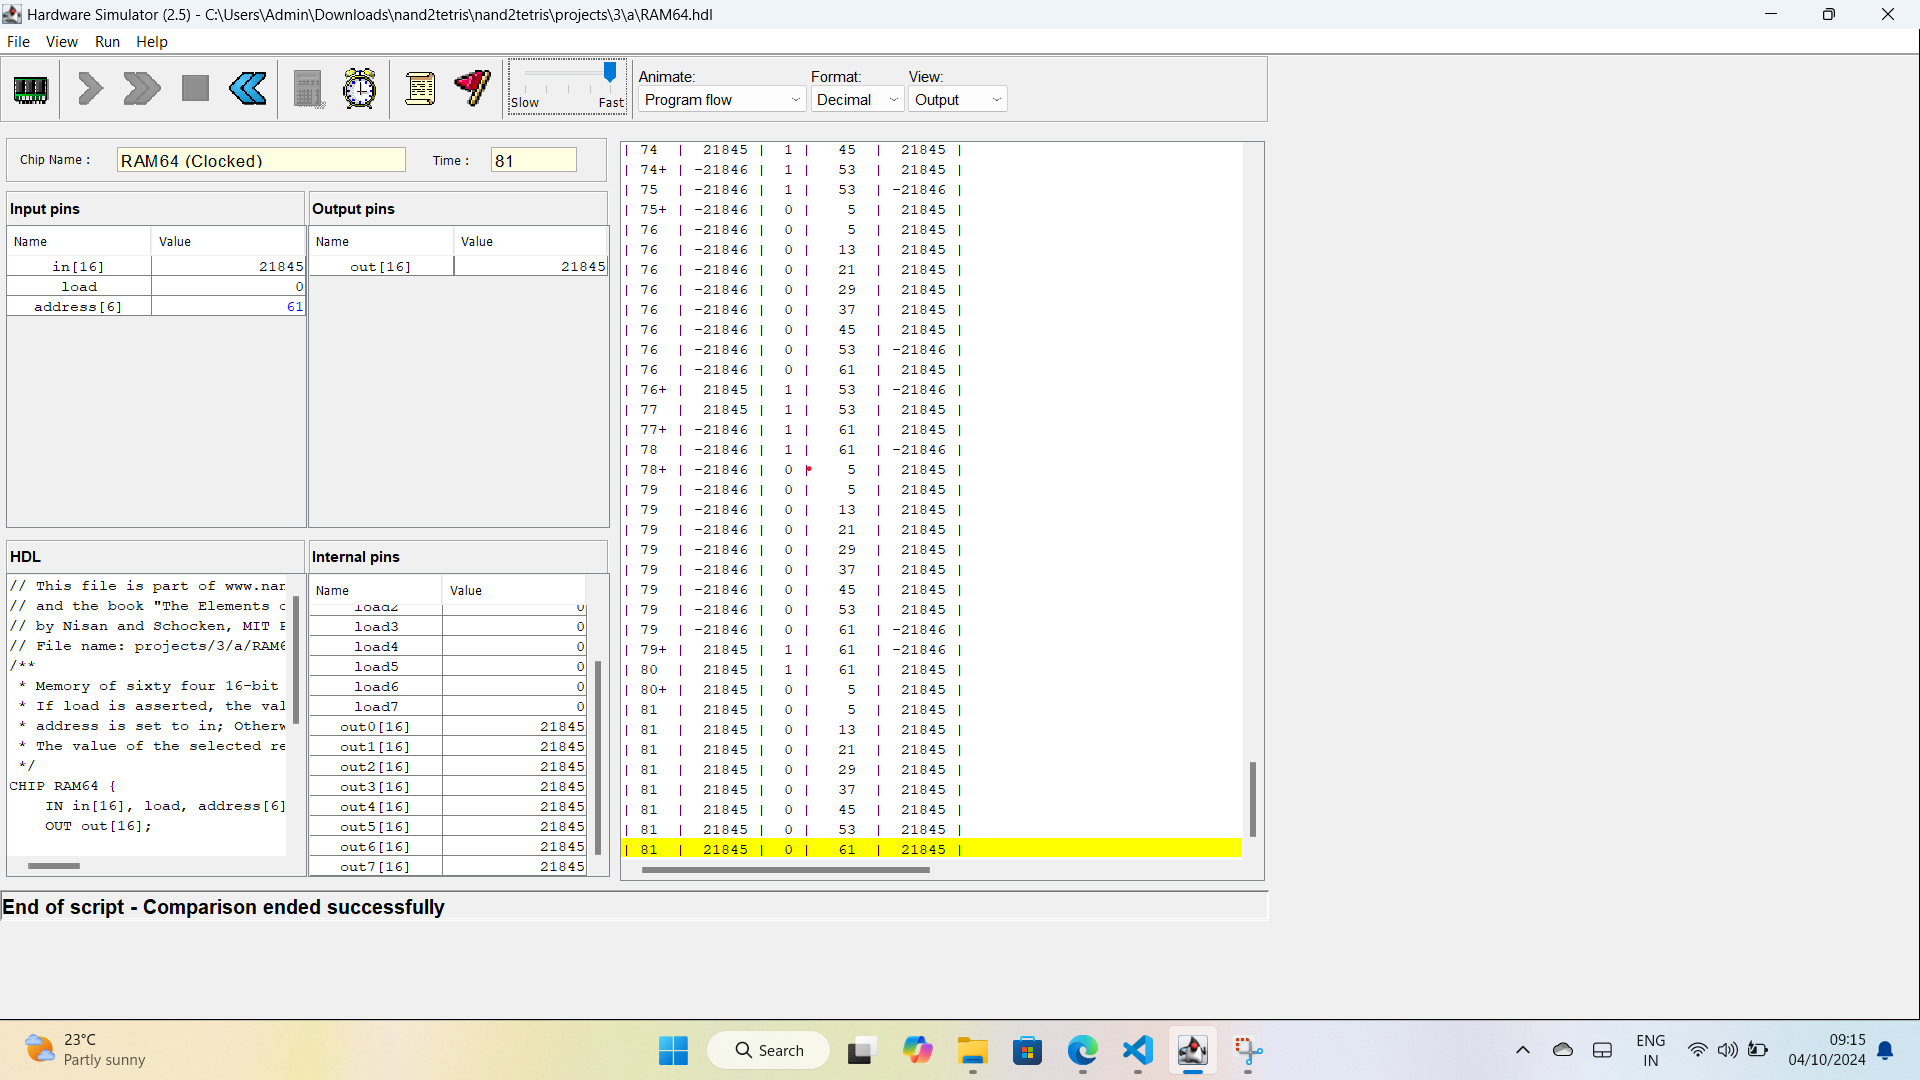 Hardware Simulator (2.5) - C:\Users\Admin\Downloads\nand2tetris\nand2tetris\projects\3\a\RAM64.hdl
File View Run Help
Slow Fast
Animate: Format: View:
Program flow Decimal Output
Chip Name : RAM64 (Clocked) Time : 81
Input pins
Name Value
in[16] 21845
load 0
address[6] 61
Output pins
Name Value
out[16] 21845
HDL
// This file is part of www.nan
// and the book "The Elements o
// by Nisan and Schocken, MIT P
// File name: projects/3/a/RAM6
/**
* Memory of sixty four 16-bit
* If load is asserted, the val
* address is set to in; Otherw
* The value of the selected re
*/
CHIP RAM64 {
IN in[16], load, address[6]
OUT out[16];
Internal pins
Name Value
load2 0
load3 0
load4 0
load5 0
load6 0
load7 0
out0[16] 21845
out1[16] 21845
out2[16] 21845
out3[16] 21845
out4[16] 21845
out5[16] 21845
out6[16] 21845
out7[16] 21845
| 74 | 21845 | 1 | 45 | 21845 |
| 74+ | -21846 | 1 | 53 | 21845 |
| 75 | -21846 | 1 | 53 | -21846 |
| 75+ | -21846 | 0 | 5 | 21845 |
| 76 | -21846 | 0 | 5 | 21845 |
| 76 | -21846 | 0 | 13 | 21845 |
| 76 | -21846 | 0 | 21 | 21845 |
| 76 | -21846 | 0 | 29 | 21845 |
| 76 | -21846 | 0 | 37 | 21845 |
| 76 | -21846 | 0 | 45 | 21845 |
| 76 | -21846 | 0 | 53 | -21846 |
| 76 | -21846 | 0 | 61 | 21845 |
| 76+ | 21845 | 1 | 53 | -21846 |
| 77 | 21845 | 1 | 53 | 21845 |
| 77+ | -21846 | 1 | 61 | 21845 |
| 78 | -21846 | 1 | 61 | -21846 |
| 78+ | -21846 | 0 | 5 | 21845 |
| 79 | -21846 | 0 | 5 | 21845 |
| 79 | -21846 | 0 | 13 | 21845 |
| 79 | -21846 | 0 | 21 | 21845 |
| 79 | -21846 | 0 | 29 | 21845 |
| 79 | -21846 | 0 | 37 | 21845 |
| 79 | -21846 | 0 | 45 | 21845 |
| 79 | -21846 | 0 | 53 | 21845 |
| 79 | -21846 | 0 | 61 | -21846 |
| 79+ | 21845 | 1 | 61 | -21846 |
| 80 | 21845 | 1 | 61 | 21845 |
| 80+ | 21845 | 0 | 5 | 21845 |
| 81 | 21845 | 0 | 5 | 21845 |
| 81 | 21845 | 0 | 13 | 21845 |
| 81 | 21845 | 0 | 21 | 21845 |
| 81 | 21845 | 0 | 29 | 21845 |
| 81 | 21845 | 0 | 37 | 21845 |
| 81 | 21845 | 0 | 45 | 21845 |
| 81 | 21845 | 0 | 53 | 21845 |
| 81 | 21845 | 0 | 61 | 21845 |
End of script - Comparison ended successfully
23°C
Partly sunny
Search
ENG
IN
09:15
04/10/2024